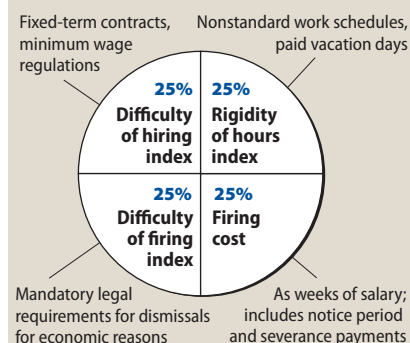 Fixed-term contracts,
minimum wage
regulations
Nonstandard work schedules,
paid vacation days
25%
Difficulty
of hiring
index
25%
Rigidity
of hours
index
25%
Difficulty
of firing
index
25%
Firing
cost
Mandatory legal
requirements for dismissals
for economic reasons
As weeks of salary;
includes notice period
and severance payments